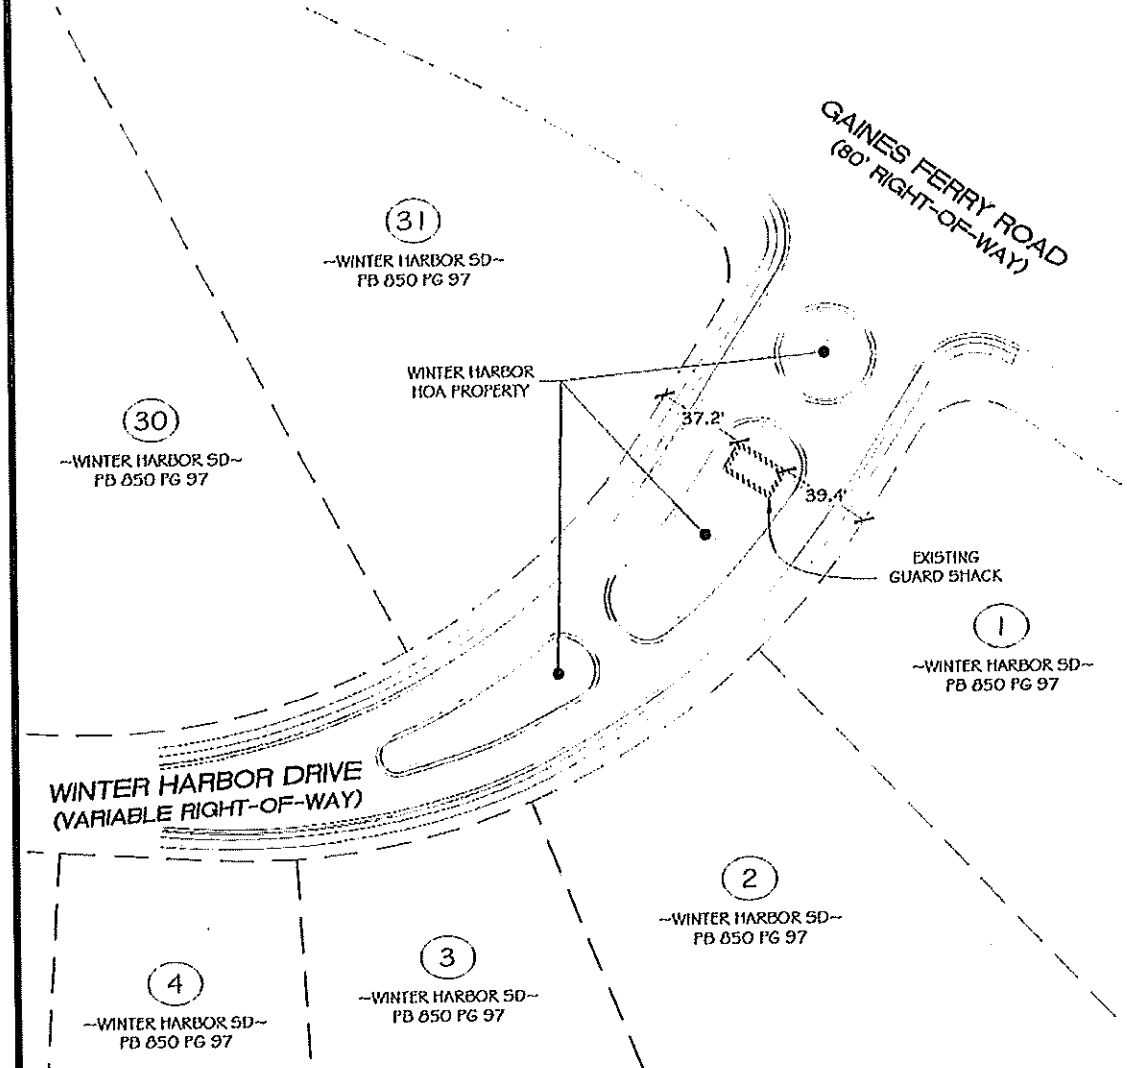 GAINES FERRY ROAD
(80' RIGHT-OF-WAY)
31
~WINTER HARBOR SD~
PB 850 PG 97
WINTER HARBOR
HOA PROPERTY
30
~WINTER HARBOR SD~
PB 850 PG 97
37.2'
39.4'
EXISTING
GUARD SHACK
1
~WINTER HARBOR SD~
PB 850 PG 97
WINTER HARBOR DRIVE
(VARIABLE RIGHT-OF-WAY)
2
~WINTER HARBOR SD~
PB 850 PG 97
3
~WINTER HARBOR SD~
PB 850 PG 97
4
~WINTER HARBOR SD~
PB 850 PG 97